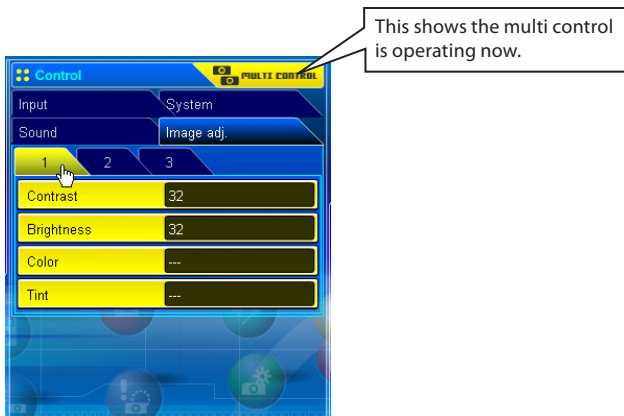 This shows the multi control
is operating now.
Control
MULTI CONTROL
Input
System
Sound
Image adj.
1 2 3
Contrast 32
Brightness 32
Color ---
Tint ---